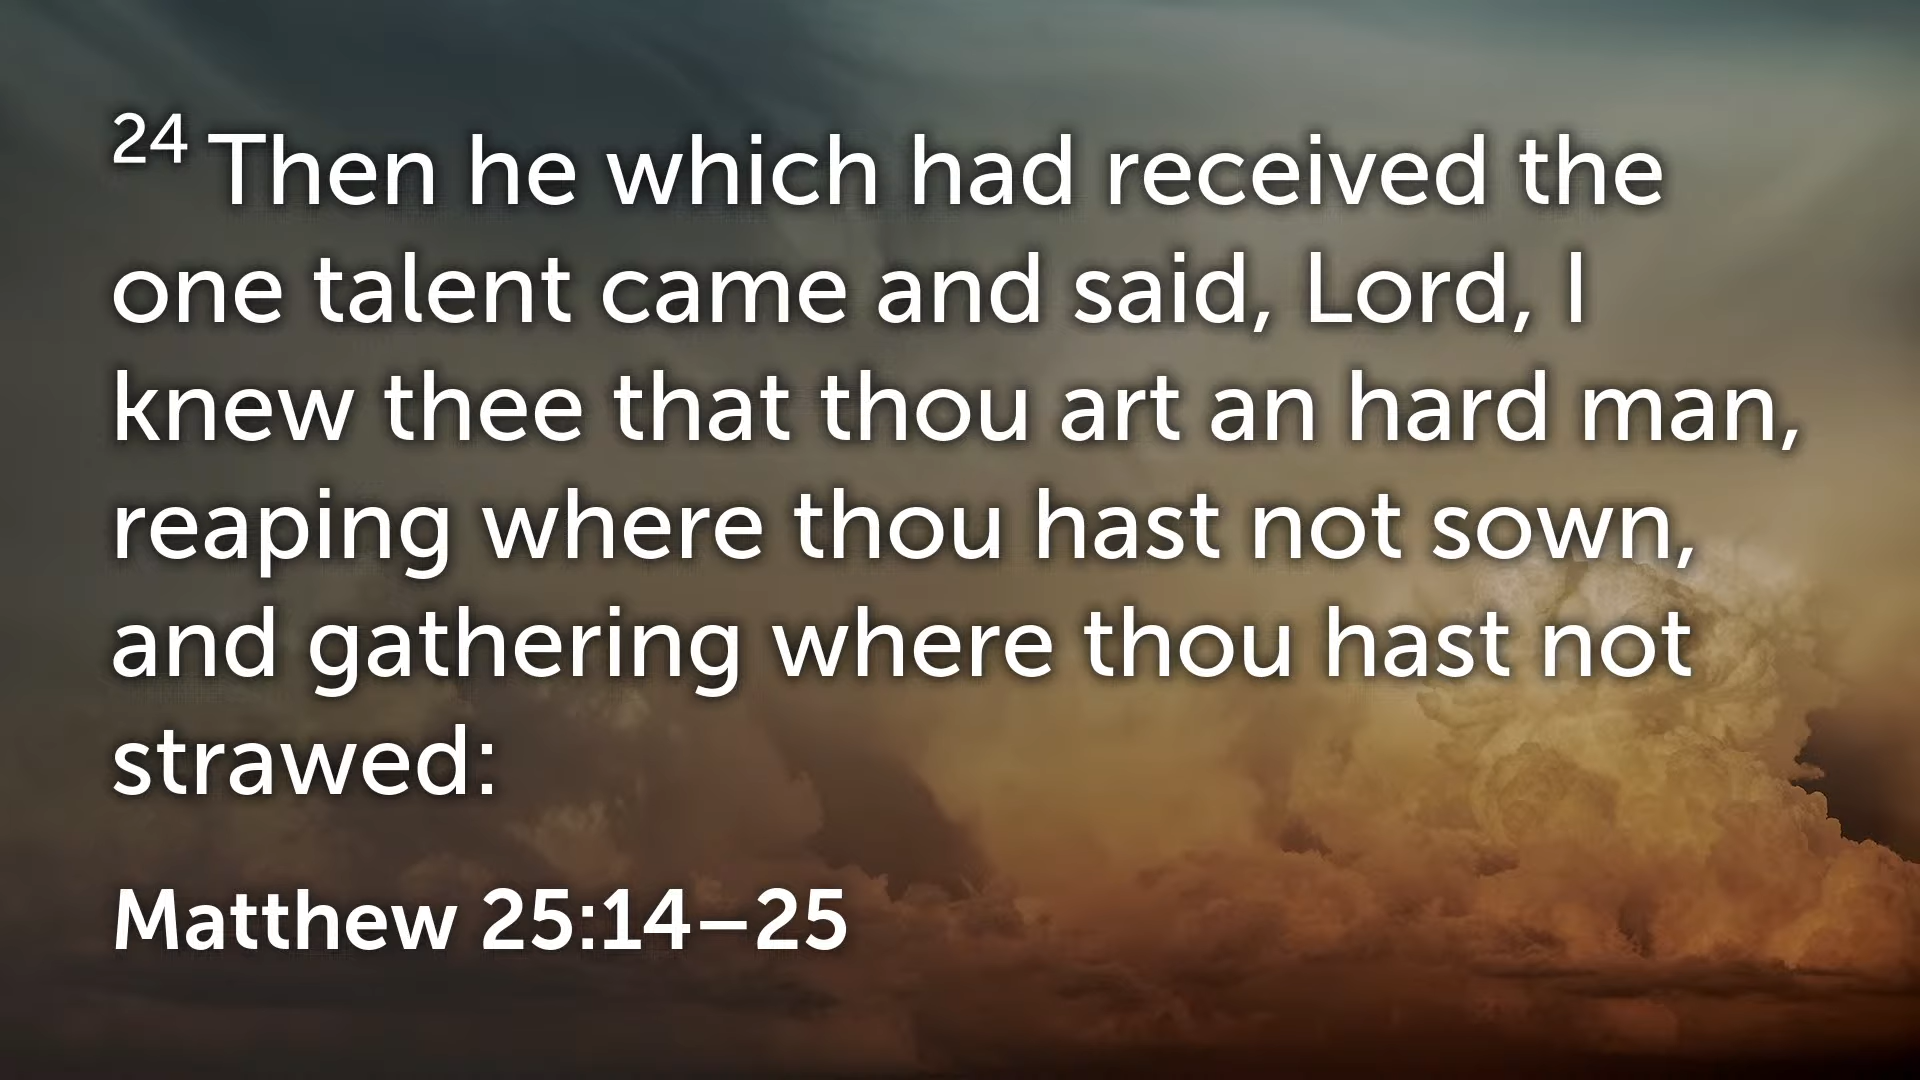 24 Then he which had received the
one talent came and said, Lord, I
knew thee that thou art an hard man,
reaping where thou hast not sown,
and gathering where thou hast not
strawed:
Matthew 25:14–25